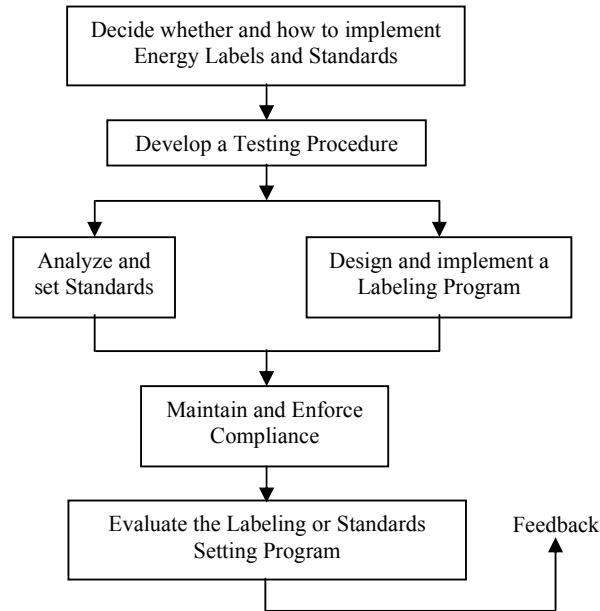 Decide whether and how to implement
Energy Labels and Standards
Develop a Testing Procedure
Analyze and
set Standards
Design and implement a
Labeling Program
Maintain and Enforce
Compliance
Evaluate the Labeling or Standards
Setting Program
Feedback